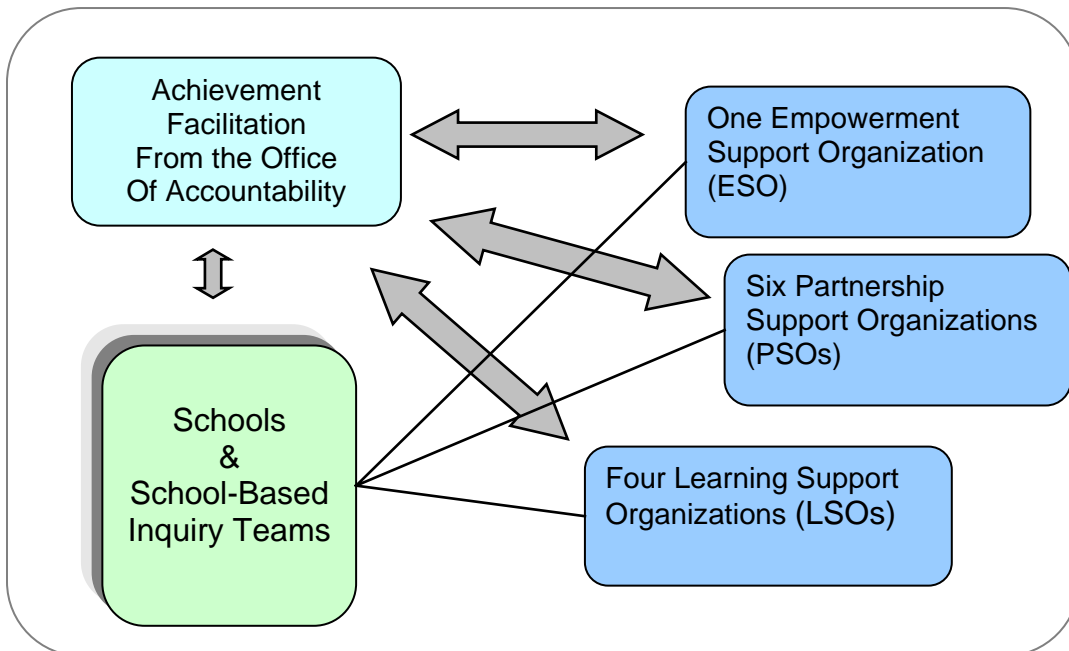 Achievement
Facilitation
From the Office
Of Accountability
One Empowerment
Support Organization
(ESO)
Six Partnership
Support Organizations
(PSOs)
Schools
&
School-Based
Inquiry Teams
Four Learning Support
Organizations (LSOs)